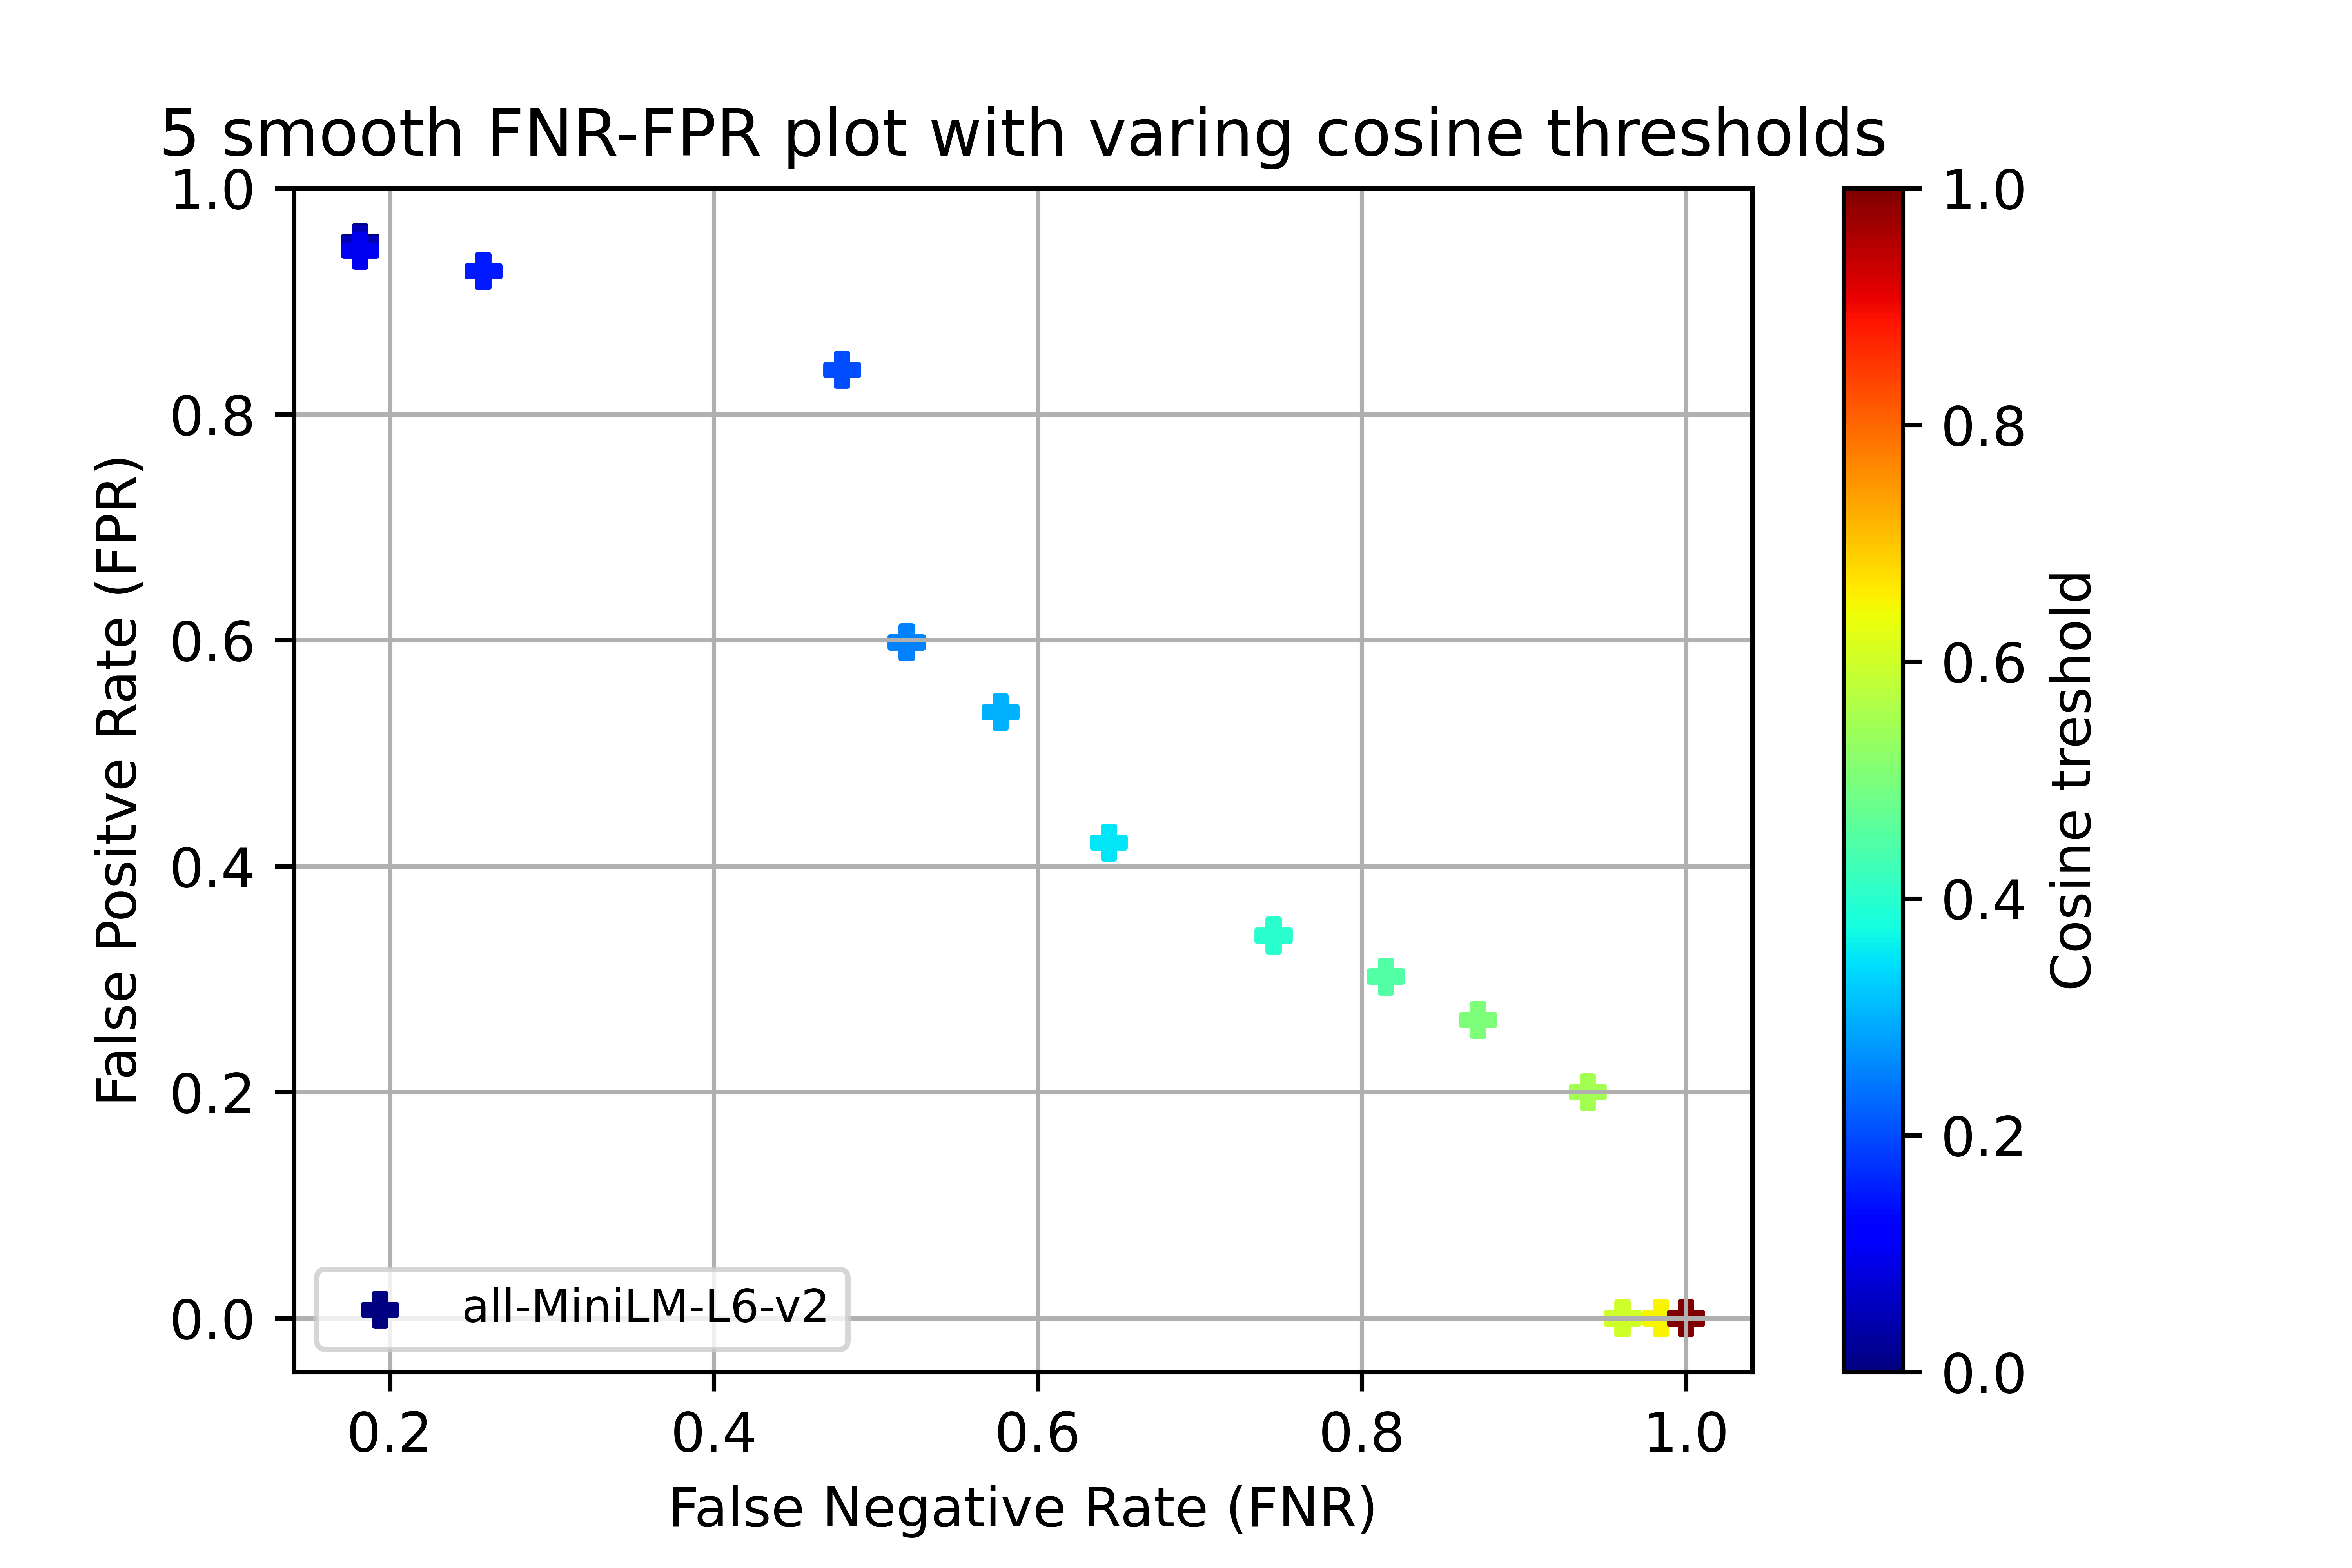 5 smooth FNR-FPR plot with varing cosine thresholds
False Positive Rate (FPR)
1.0
0.8
0.6
0.4
0.2
0.0
all-MiniLM-L6-v2
0.2 0.4 0.6 0.8 1.0
False Negative Rate (FNR)
1.0
0.8
0.6
0.4
0.2
0.0
Cosine treshold